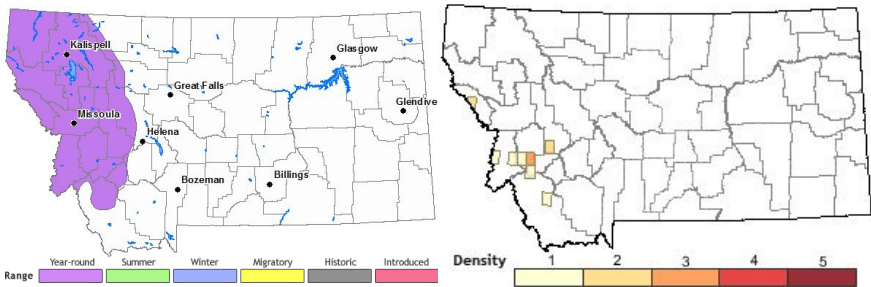 Kalispell
Glasgow
Great Falls
Glendive
Missoula
Helena
Bozeman
Billings
Year-round Summer Winter Migratory Historic Introduced
Range
Density
1 2 3 4 5